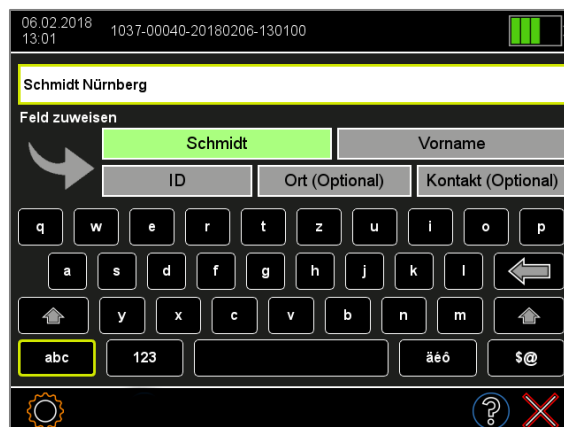 06.02.2018
13:01
1037-00040-20180206-130100
Schmidt Nürnberg
Feld zuweisen
Schmidt Vorname
ID Ort (Optional) Kontakt (Optional)
q w e r t z u i o p
a s d f g h j k l
y x c v b n m
abc 123 äéô $@
?